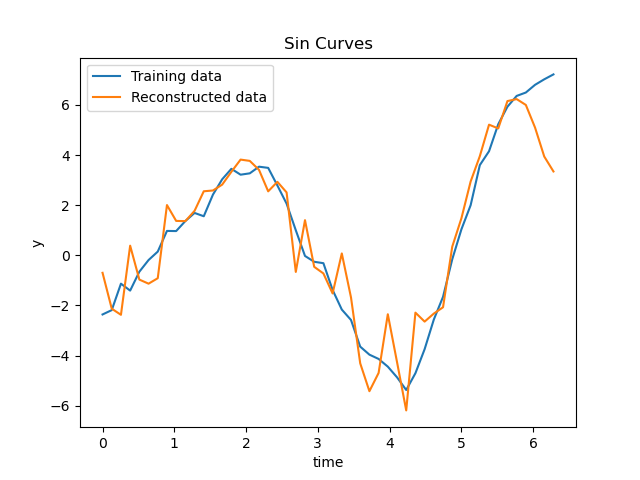 Sin Curves
Training data
Reconstructed data
6
4
2
0
−2
−4
−6
y
0 1 2 3 4 5 6
time